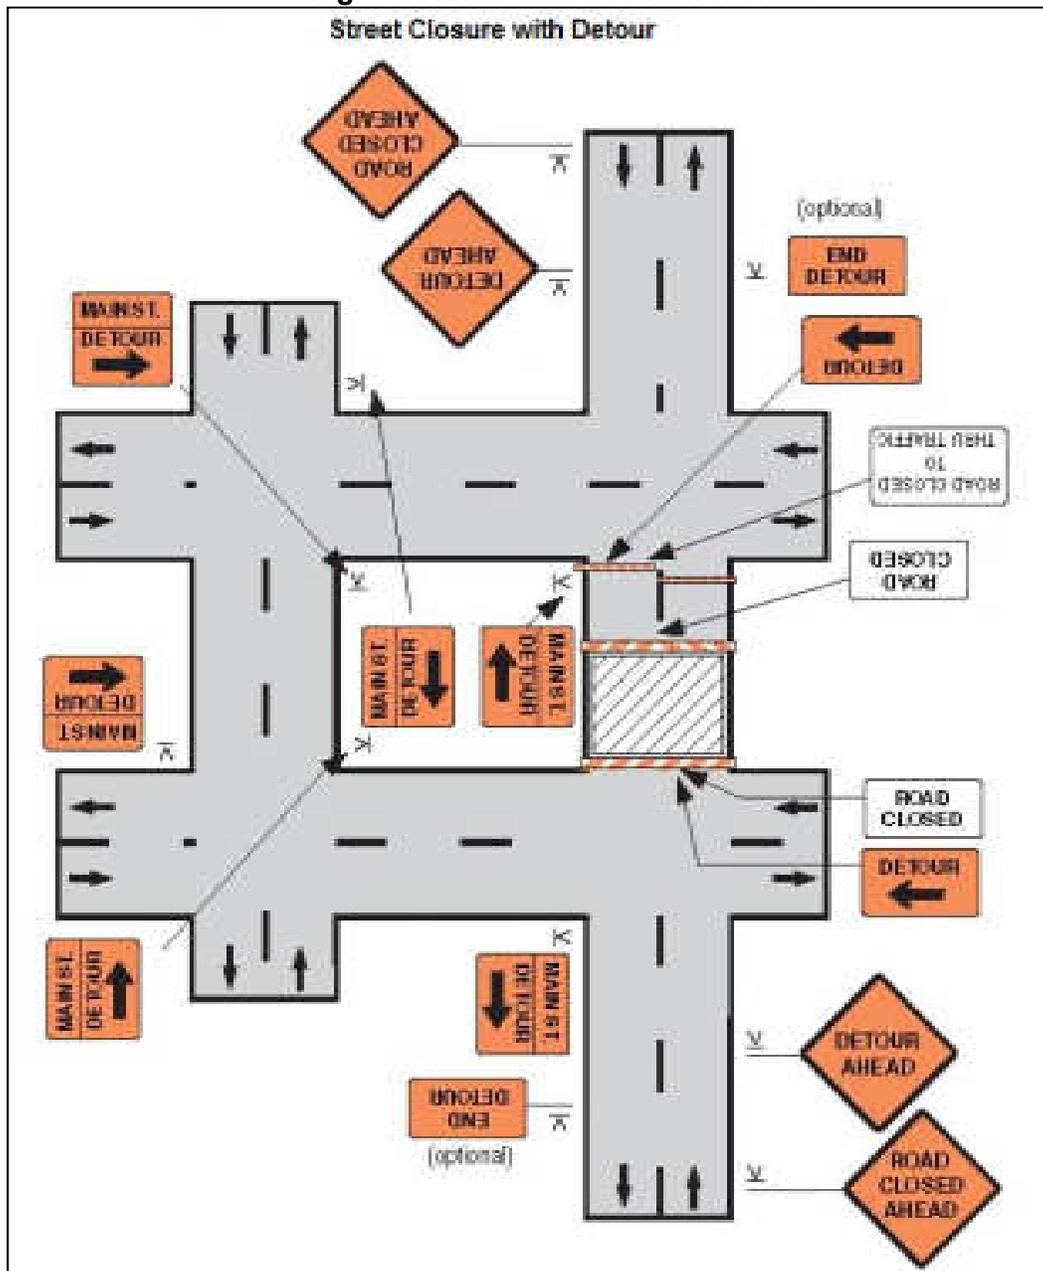 Street Closure with Detour
ROAD
CLOSED
AHEAD
DETOUR
AHEAD
(optional)
END
DETOUR
MAIN ST.
DETOUR
DETOUR
ROAD CLOSED
TO
THRU TRAFFIC
ROAD
CLOSED
MAIN ST.
DETOUR
MAIN ST.
DETOUR
MAIN ST.
DETOUR
ROAD
CLOSED
DETOUR
MAIN ST.
DETOUR
MAIN ST.
DETOUR
DETOUR
AHEAD
END
DETOUR
(optional)
ROAD
CLOSED
AHEAD